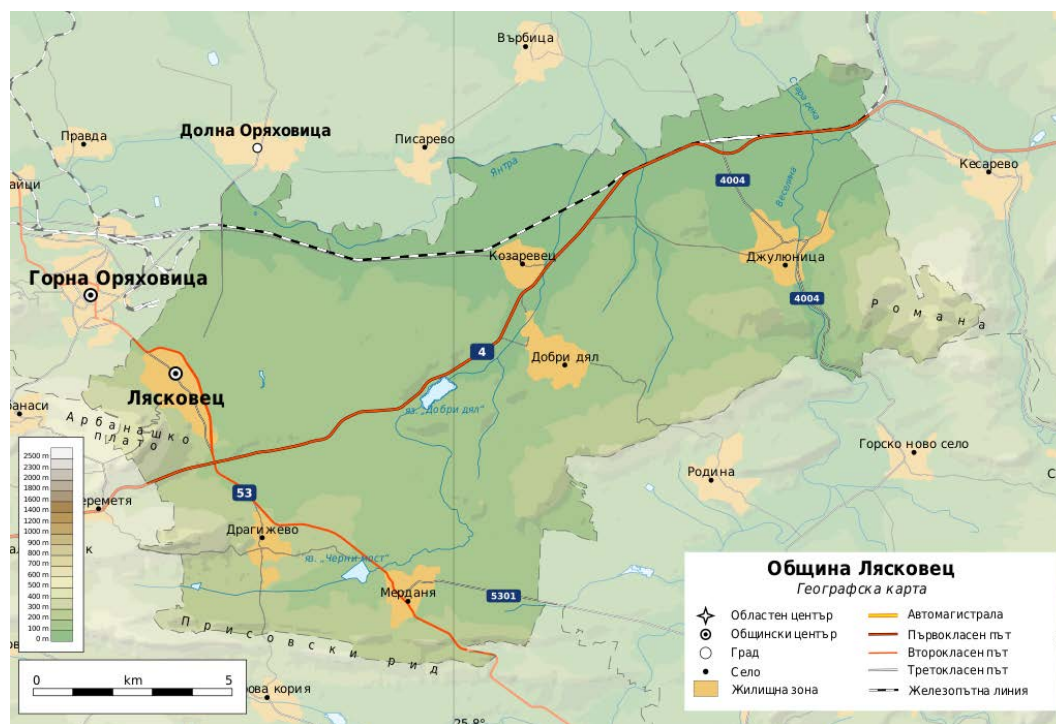 Върбица
Стара река
Правда
Долна Оряховица
Писарево
Янтра
Кесарево
4004
Веселина
Козаревец
Джулюница
Горна Оряховица
4004
Романа
4
Добри дял
Лясковец
яз. „Добри дял"
Арбанашко
плато
Горско ново село
Родина
53
2500 m
2300 m
2000 m
1800 m
1600 m
1400 m
1200 m
1000 m
900 m
800 m
700 m
600 m
500 m
400 m
300 m
200 m
100 m
0 m
Драгижево
яз. „Черни мост"
Мерданя
5301
Присовски рид
0 km 5
25.8°
Община Лясковец
Географска карта
Областен център
Общински център
Град
Село
Жилищна зона
Автомагистрала
Първокласен път
Второкласен път
Третокласен път
Железопътна линия